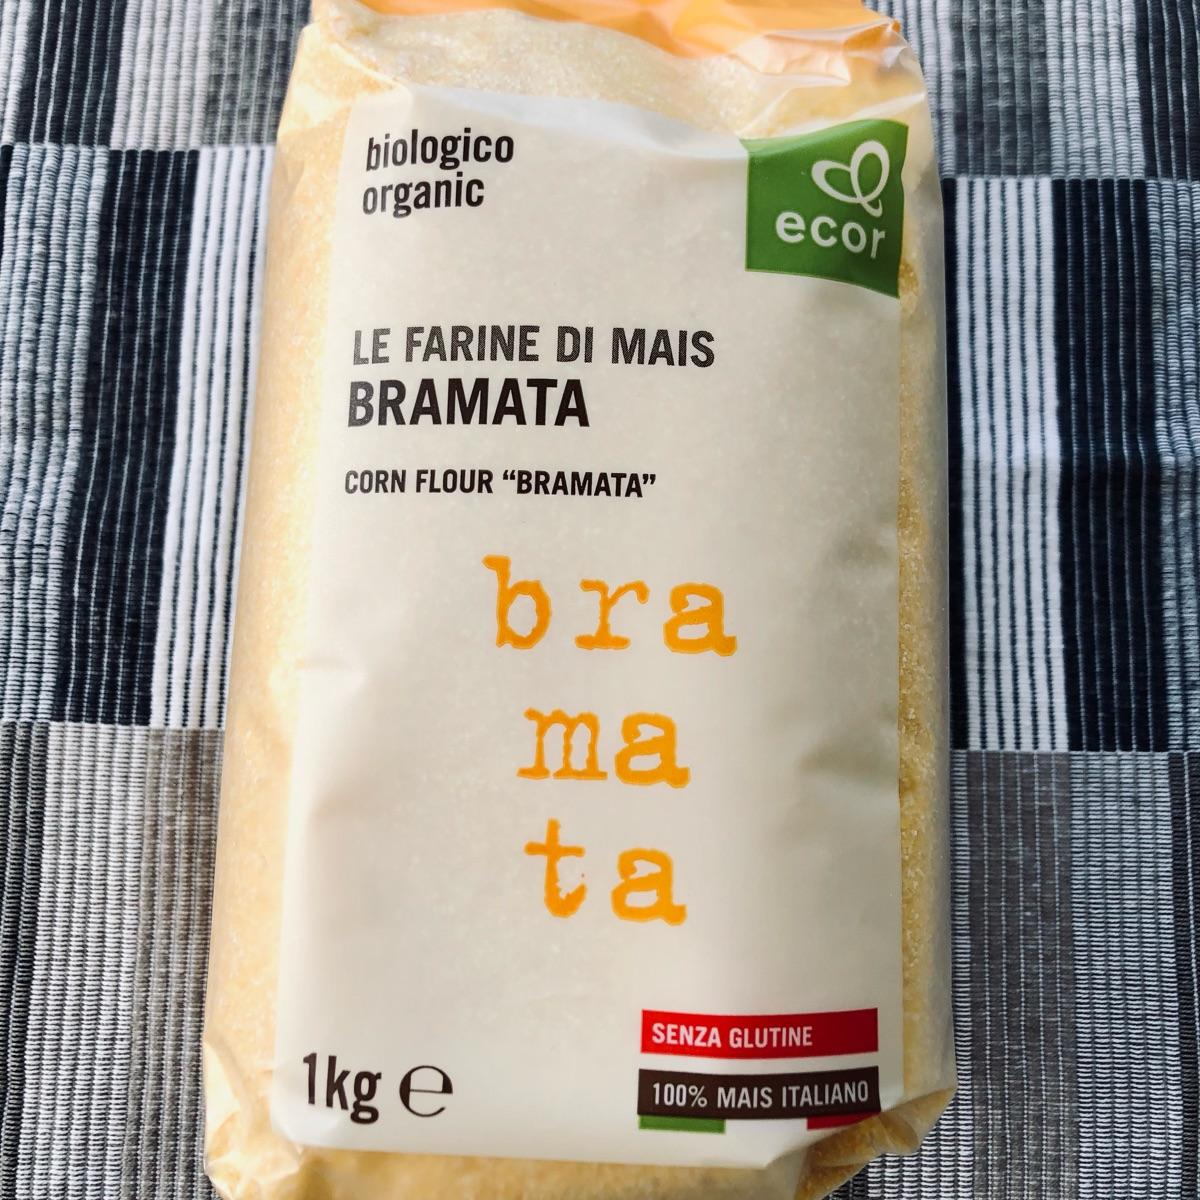 biologico
organic
ecor
LE FARINE DI MAIS
BRAMATA
CORN FLOUR “BRAMATA”
bra
ma
ta
SENZA GLUTINE
100% MAIS ITALIANO
1kg ℮